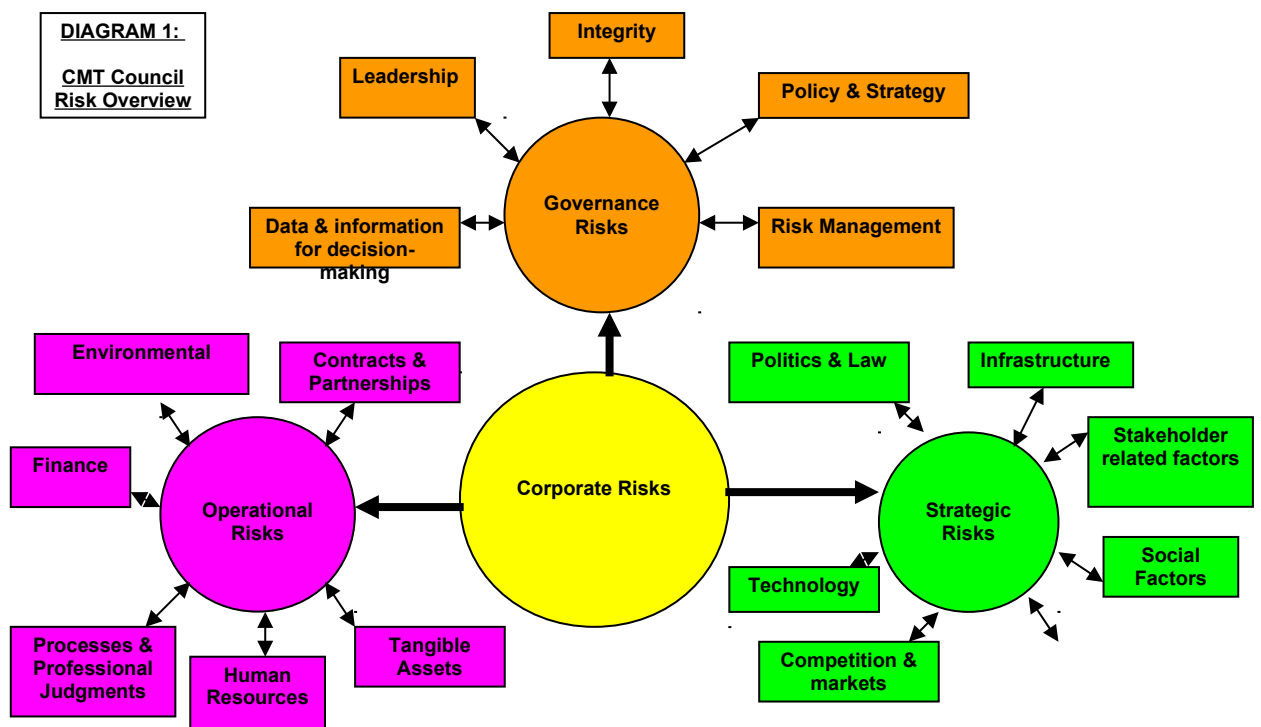 DIAGRAM 1:
CMT Council
Risk Overview
Integrity
Leadership
Policy & Strategy
Governance
Risks
Data & information
for decision-
making
Risk Management
Environmental
Contracts &
Partnerships
Politics & Law
Infrastructure
Finance
Stakeholder
related factors
Operational
Risks
Corporate Risks
Strategic
Risks
Technology
Social
Factors
Processes &
Professional
Judgments
Human
Resources
Tangible
Assets
Competition &
markets